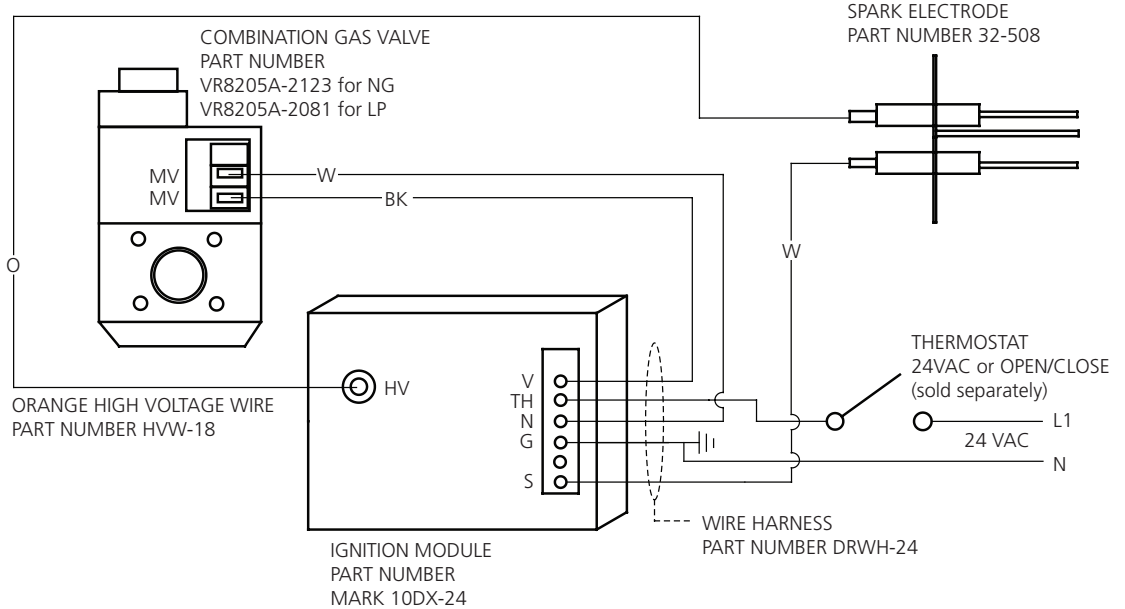 SPARK ELECTRODE
PART NUMBER 32-508
COMBINATION GAS VALVE
PART NUMBER
VR8205A-2123 for NG
VR8205A-2081 for LP
MV
MV
W
BK
O
W
THERMOSTAT
24VAC or OPEN/CLOSE
(sold separately)
L1
24 VAC
N
HV
V
TH
N
G
S
ORANGE HIGH VOLTAGE WIRE
PART NUMBER HVW-18
WIRE HARNESS
PART NUMBER DRWH-24
IGNITION MODULE
PART NUMBER
MARK 10DX-24